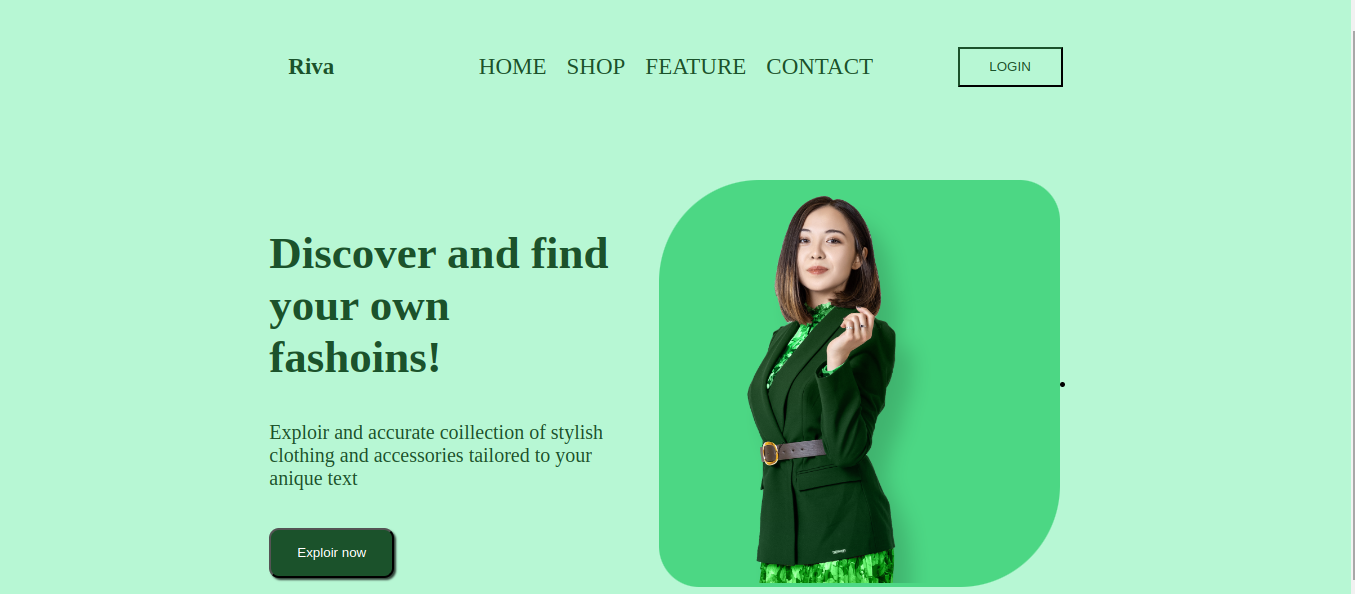 Riva
HOME SHOP FEATURE CONTACT
LOGIN
Discover and find
your own
fashoins!
Exploir and accurate coillection of stylish
clothing and accessories tailored to your
anique text
Exploir now